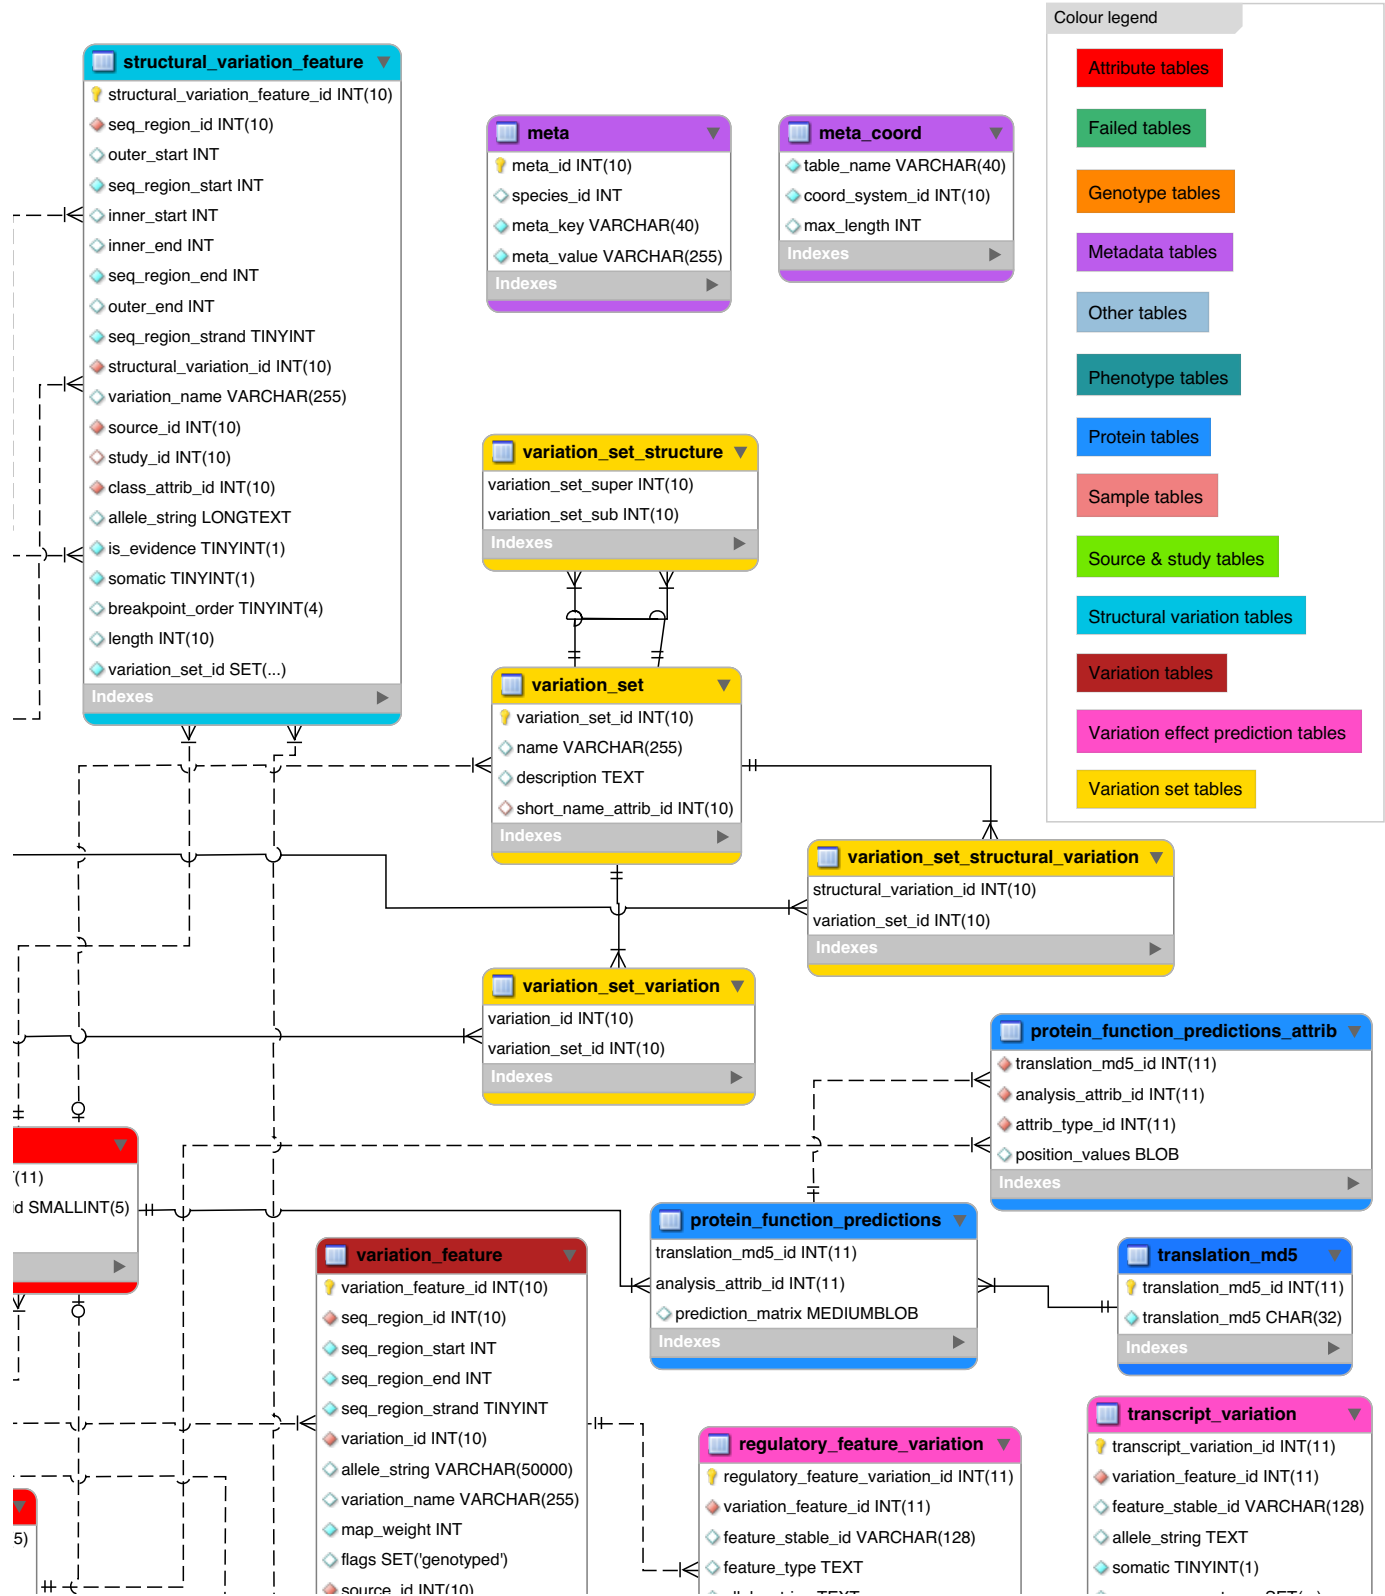 structural_variation_feature
structural_variation_feature_id INT(10)
seq_region_id INT(10)
outer_start INT
seq_region_start INT
inner_start INT
inner_end INT
seq_region_end INT
outer_end INT
seq_region_strand TINYINT
structural_variation_id INT(10)
variation_name VARCHAR(255)
source_id INT(10)
study_id INT(10)
class_attrib_id INT(10)
allele_string LONGTEXT
is_evidence TINYINT(1)
somatic TINYINT(1)
breakpoint_order TINYINT(4)
length INT(10)
variation_set_id SET(...)
Indexes
meta
meta_id INT(10)
species_id INT
meta_key VARCHAR(40)
meta_value VARCHAR(255)
Indexes
meta_coord
table_name VARCHAR(40)
coord_system_id INT(10)
max_length INT
Indexes
Colour legend
Attribute tables
Failed tables
Genotype tables
Metadata tables
Other tables
Phenotype tables
Protein tables
Sample tables
Source & study tables
Structural variation tables
Variation tables
Variation effect prediction tables
Variation set tables
variation_set_structure
variation_set_super INT(10)
variation_set_sub INT(10)
Indexes
variation_set
variation_set_id INT(10)
name VARCHAR(255)
description TEXT
short_name_attrib_id INT(10)
Indexes
variation_set_structural_variation
structural_variation_id INT(10)
variation_set_id INT(10)
Indexes
variation_set_variation
variation_id INT(10)
variation_set_id INT(10)
Indexes
protein_function_predictions_attrib
translation_md5_id INT(11)
analysis_attrib_id INT(11)
attrib_type_id INT(11)
position_values BLOB
Indexes
(11)
id SMALLINT(5)
protein_function_predictions
translation_md5_id INT(11)
analysis_attrib_id INT(11)
prediction_matrix MEDIUMBLOB
Indexes
translation_md5
translation_md5_id INT(11)
translation_md5 CHAR(32)
Indexes
variation_feature
variation_feature_id INT(10)
seq_region_id INT(10)
seq_region_start INT
seq_region_end INT
seq_region_strand TINYINT
variation_id INT(10)
allele_string VARCHAR(50000)
variation_name VARCHAR(255)
map_weight INT
flags SET('genotyped')
source_id INT(10)
5)
regulatory_feature_variation
regulatory_feature_variation_id INT(11)
variation_feature_id INT(11)
feature_stable_id VARCHAR(128)
feature_type TEXT
transcript_variation
transcript_variation_id INT(11)
variation_feature_id INT(11)
feature_stable_id VARCHAR(128)
allele_string TEXT
somatic TINYINT(1)